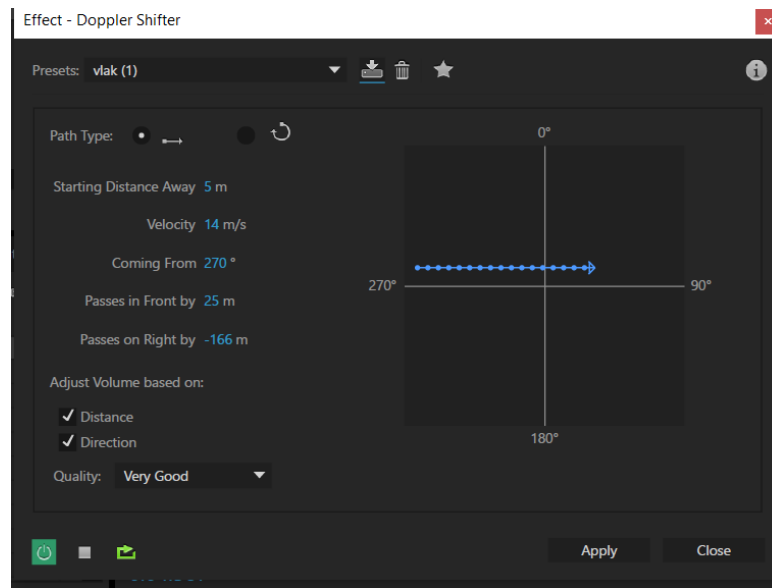 Effect - Doppler Shifter
Presets: vlak (1)
Path Type:
Starting Distance Away 5 m
Velocity 14 m/s
Coming From 270 °
Passes in Front by 25 m
Passes on Right by -166 m
Adjust Volume based on:
Distance
Direction
Quality: Very Good
0°
270°
90°
180°
Apply
Close